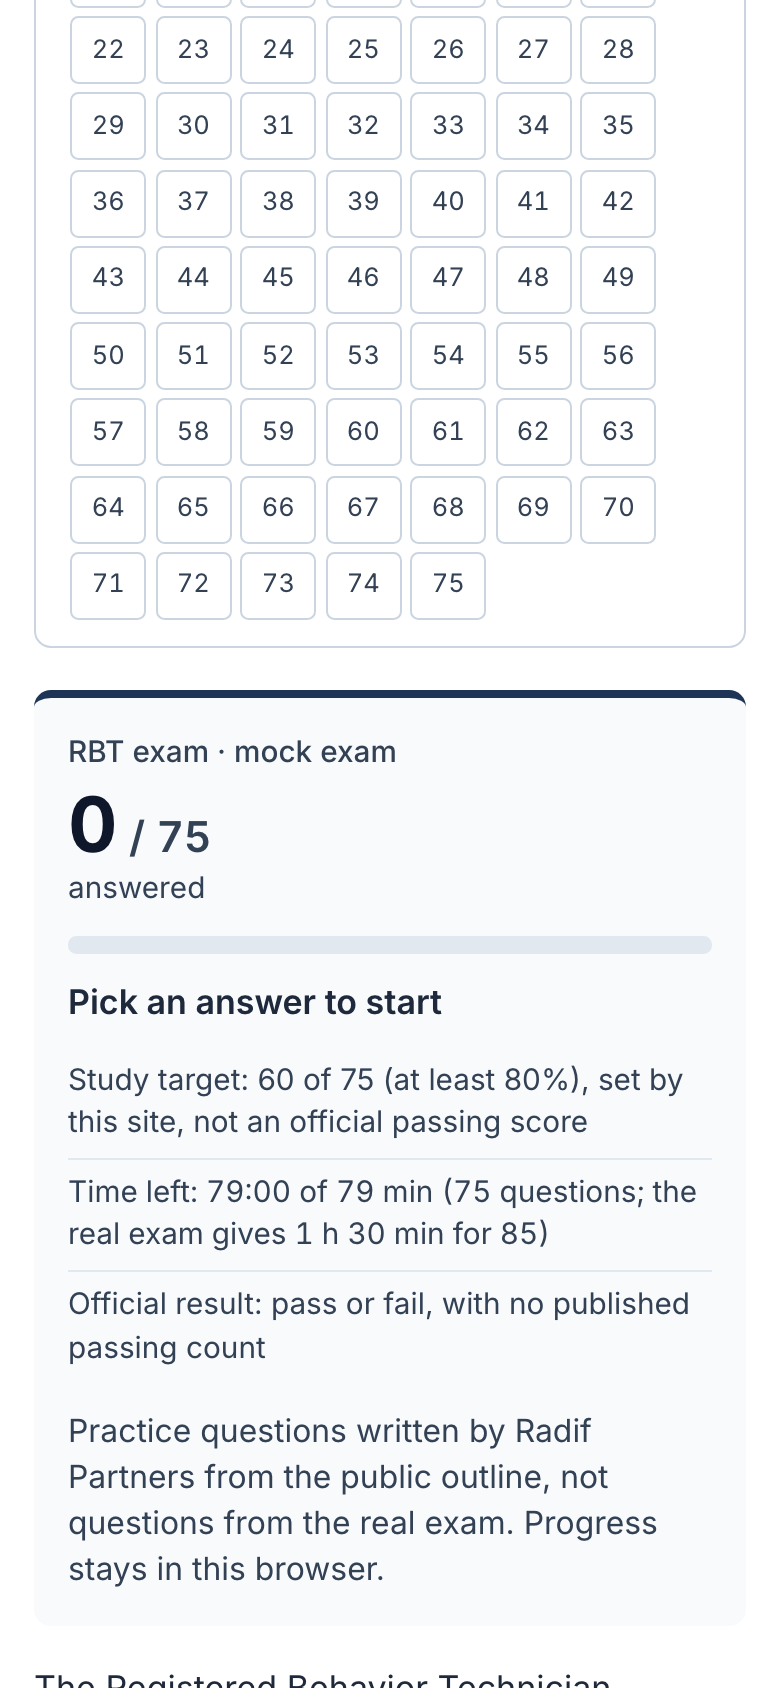 22 23 24 25 26 27 28
29 30 31 32 33 34 35
36 37 38 39 40 41 42
43 44 45 46 47 48 49
50 51 52 53 54 55 56
57 58 59 60 61 62 63
64 65 66 67 68 69 70
71 72 73 74 75
RBT exam · mock exam
0 / 75
answered
Pick an answer to start
Study target: 60 of 75 (at least 80%), set by
this site, not an official passing score
Time left: 79:00 of 79 min (75 questions; the
real exam gives 1 h 30 min for 85)
Official result: pass or fail, with no published
passing count
Practice questions written by Radif
Partners from the public outline, not
questions from the real exam. Progress
stays in this browser.
The Registered Behavior Technician